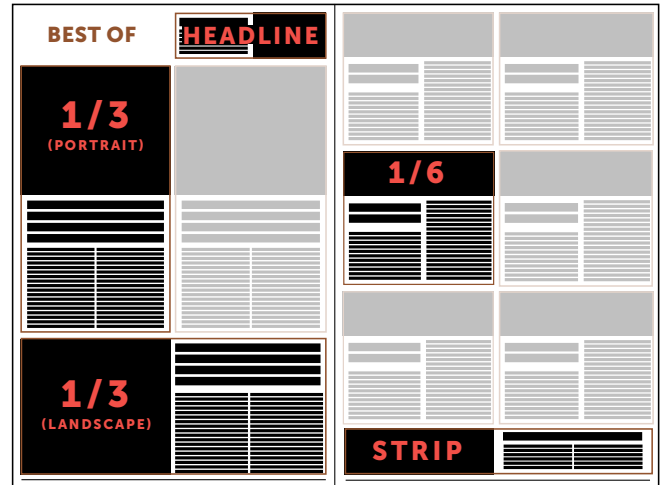 BEST OF
HEADLINE
1/3
(PORTRAIT)
1/3
(LANDSCAPE)
1/6
STRIP